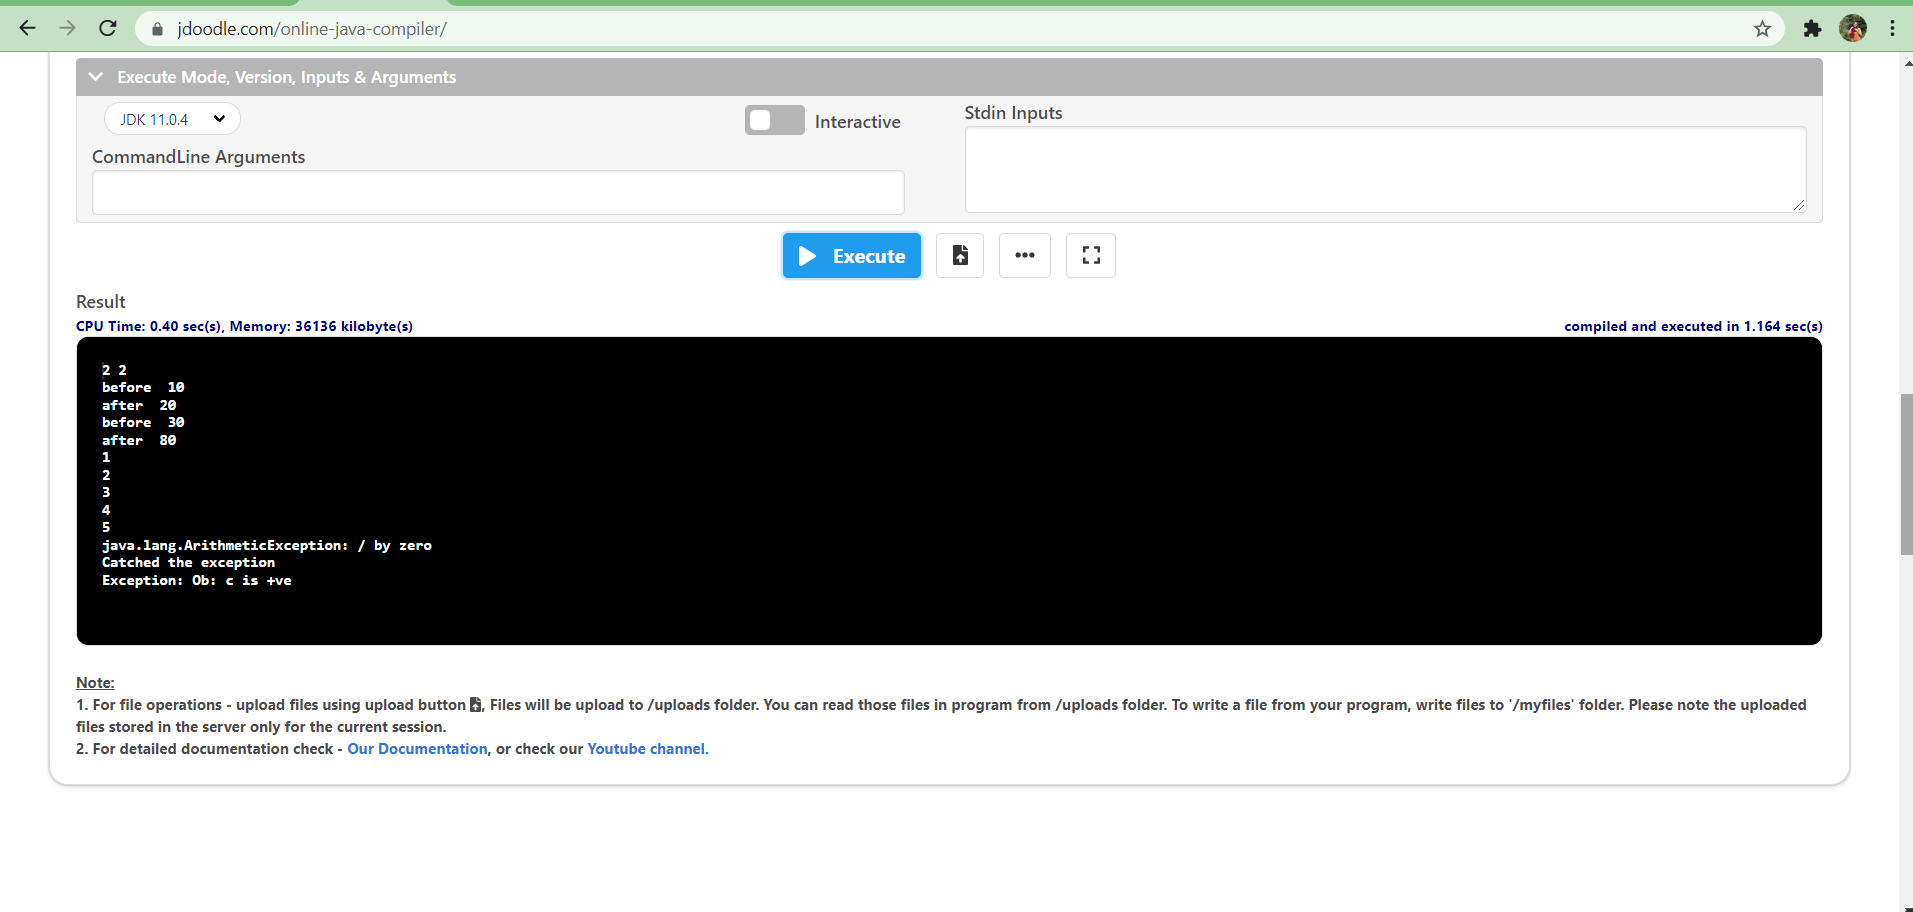 jdoodle.com/online-java-compiler/
Execute Mode, Version, Inputs & Arguments
JDK 11.0.4
Interactive
Stdin Inputs
CommandLine Arguments
Execute
Result
CPU Time: 0.40 sec(s), Memory: 36136 kilobyte(s)
compiled and executed in 1.164 sec(s)
2 2
before  10
after  20
before  30
after  80
1
2
3
4
5
java.lang.ArithmeticException: / by zero
Catched the exception
Exception: Ob: c is +ve
Note:
1. For file operations - upload files using upload button , Files will be upload to /uploads folder. You can read those files in program from /uploads folder. To write a file from your program, write files to '/myfiles' folder. Please note the uploaded
files stored in the server only for the current session.
2. For detailed documentation check - Our Documentation, or check our Youtube channel.